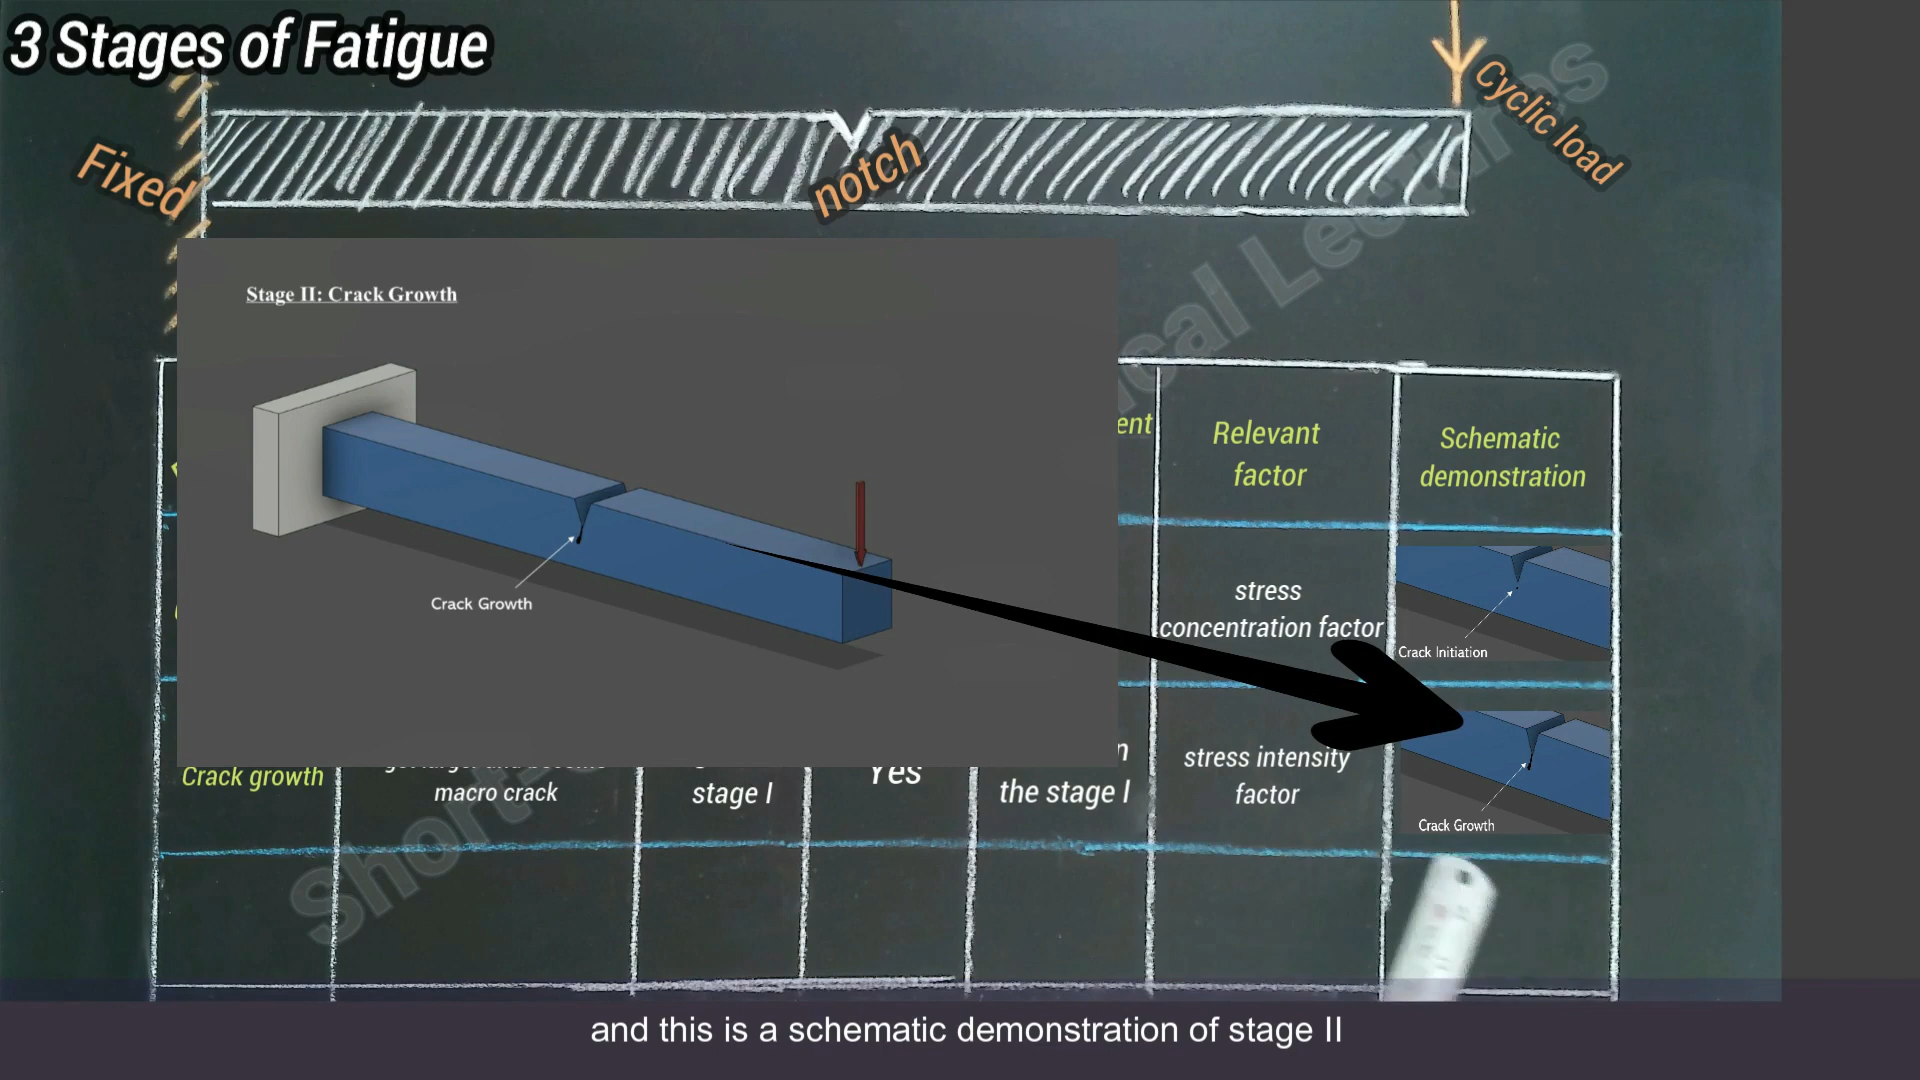 3 Stages of Fatigue
Cyclic load
Fixed
notch
Stage II: Crack Growth
Crack Growth
Relevant
factor
Schematic
demonstration
stress
concentration factor
Crack Initiation
Crack growth
macro crack
stage I
Yes
the stage I
stress intensity
factor
Crack Growth
and this is a schematic demonstration of stage II